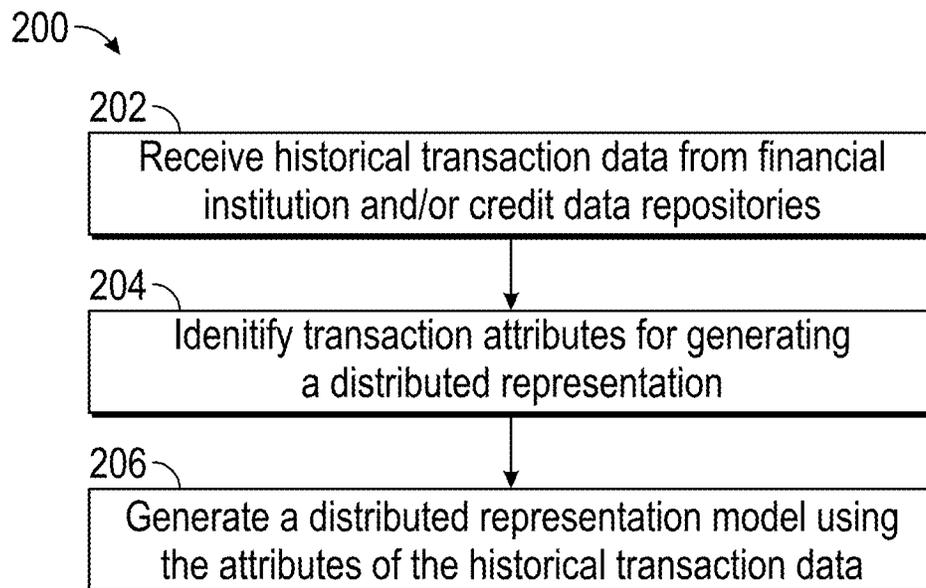 200
202
Receive historical transaction data from financial
institution and/or credit data repositories
204
Idenitify transaction attributes for generating
a distributed representation
206
Generate a distributed representation model using
the attributes of the historical transaction data